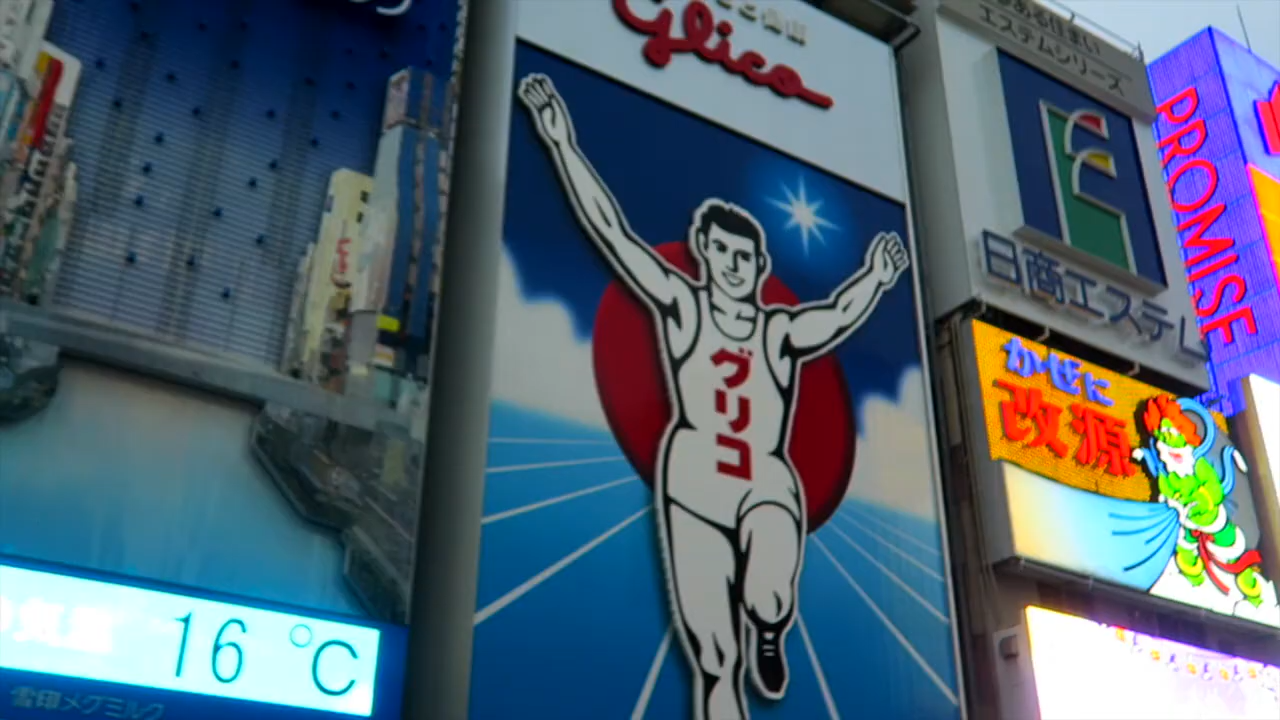 Glico
グリコ
エステムシリーズ
日商エステム
PROMISE
かぜに
改源
16℃
雪印メグミルク